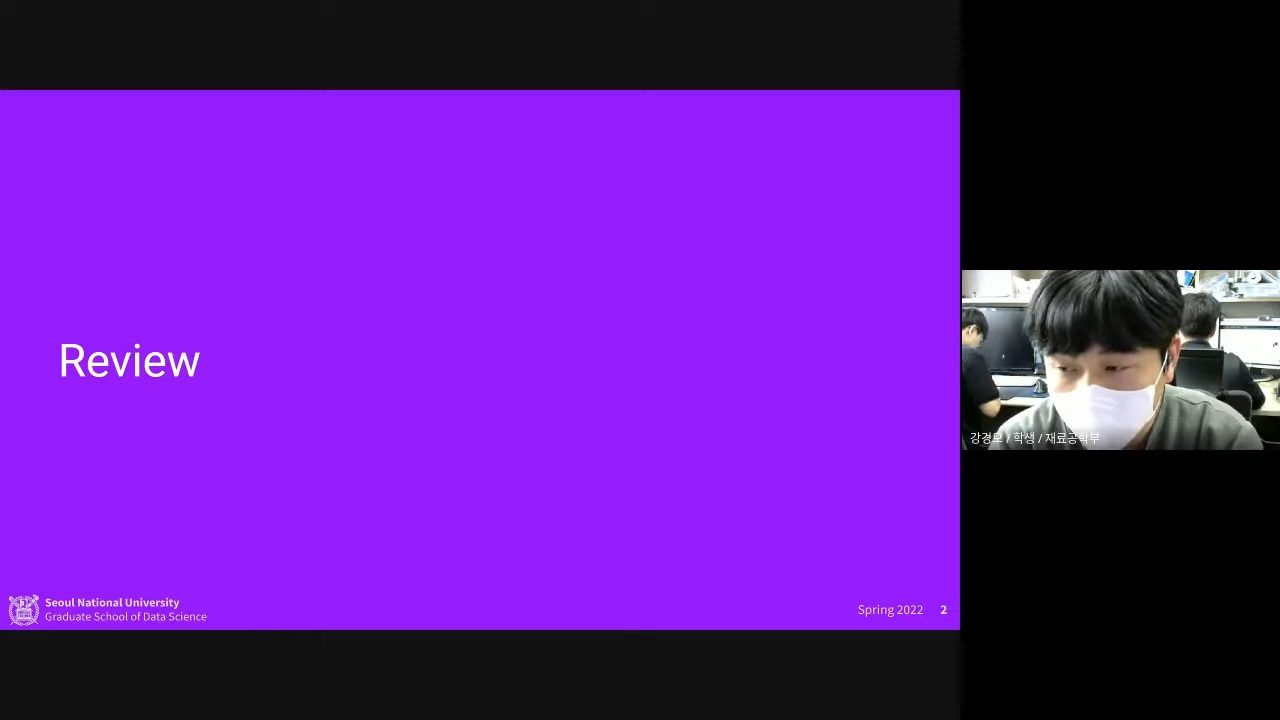 Review
Seoul National University
Graduate School of Data Science
Spring 2022 2
강경모 / 학생 / 재료공학부